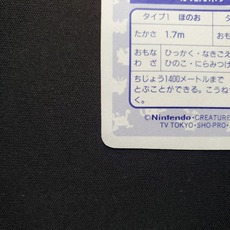 タイプ1 ほのお
たかさ 1.7m おも
おもな ひっかく・なきごえ
わ ざ ひのこ・にらみつけ
ちじょう1400メートルまで
とぶことができる。こうね
く。
©Nintendo・CREATURE
TV TOKYO・SHO-PRO・